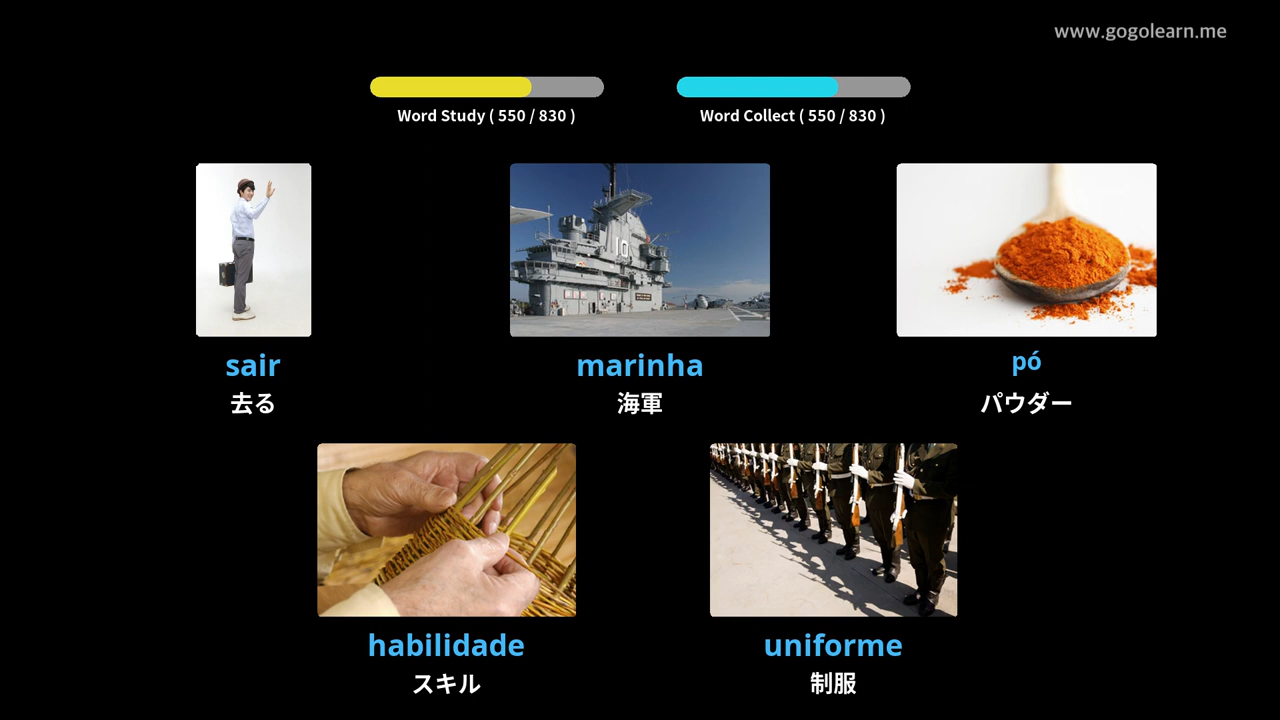 www.gogolearn.me
Word Study ( 550 / 830 )
Word Collect ( 550 / 830 )
sair
去る
marinha
海軍
pó
パウダー
habilidade
スキル
uniforme
制服